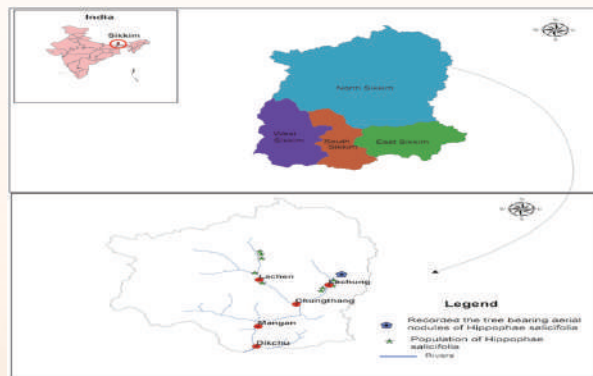 India
Sikkim
North Sikkim
West
Sikkim
South
Sikkim
East Sikkim
Lachen
Lachung
Chungthang
Mangan
Dikchu
Legend
Recorded the tree bearing aerial
nodules of Hippophae salicifolia
Population of Hippophae
salicifolia
Rivers